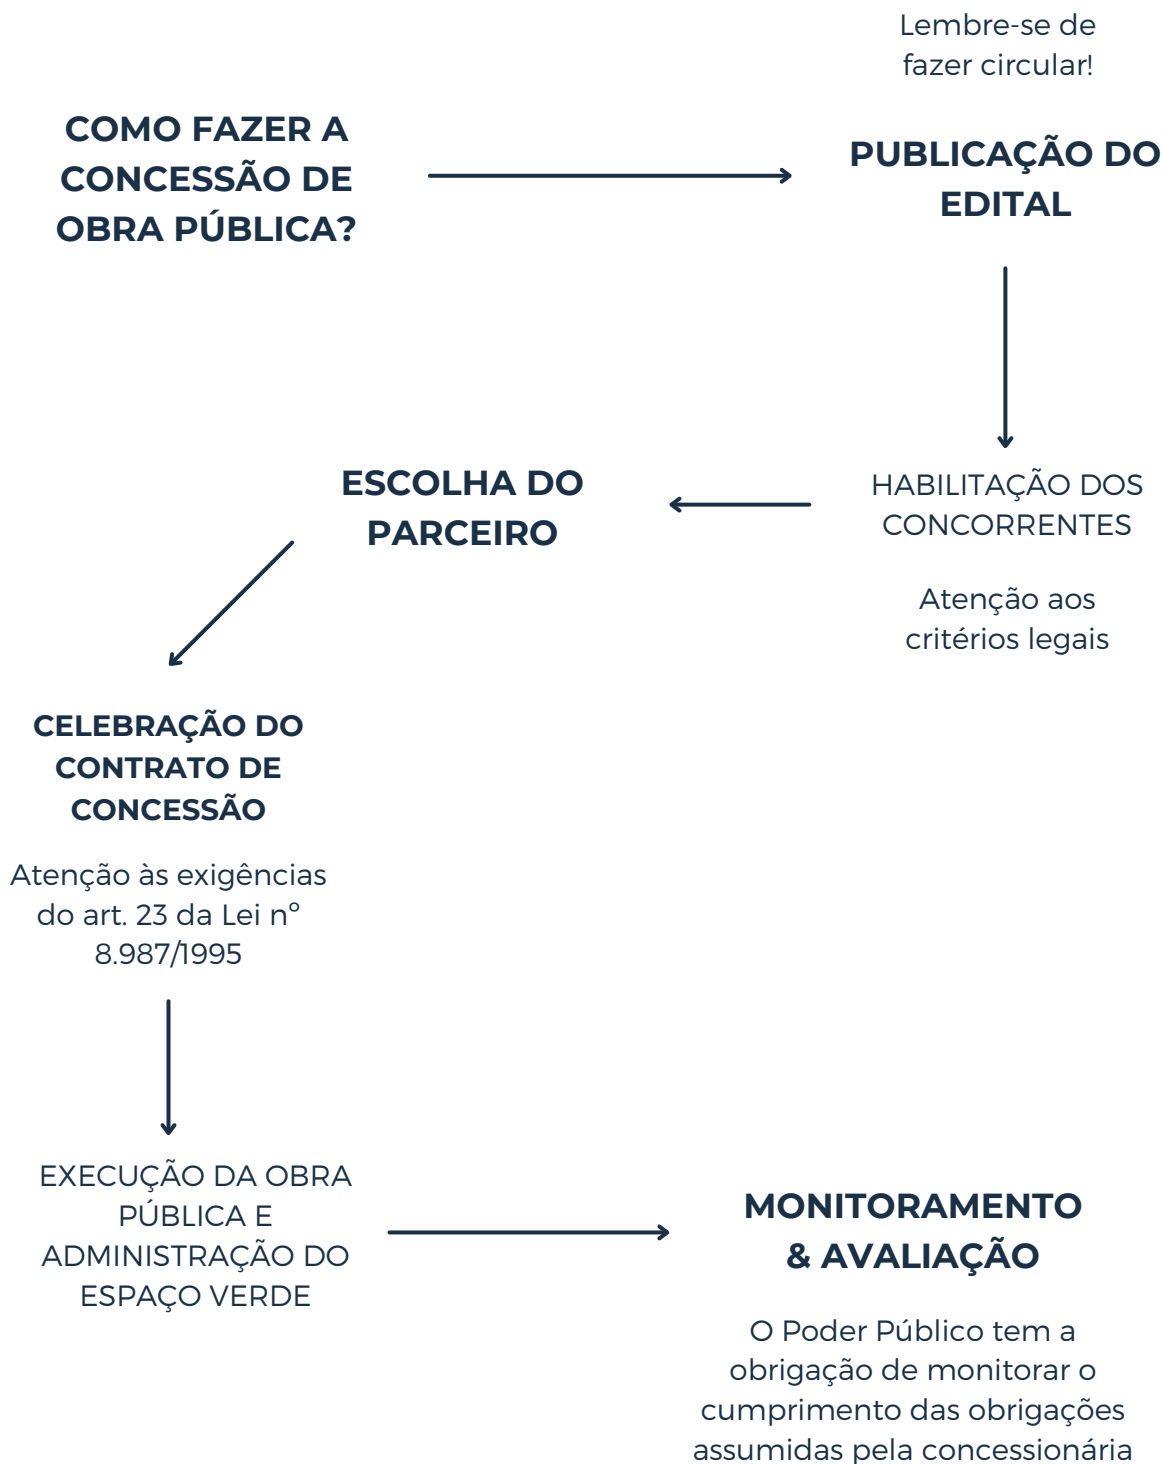 Lembre-se de
fazer circular!
COMO FAZER A
CONCESSÃO DE
OBRA PÚBLICA?
PUBLICAÇÃO DO
EDITAL
HABILITAÇÃO DOS
CONCORRENTES
Atenção aos
critérios legais
ESCOLHA DO
PARCEIRO
CELEBRAÇÃO DO
CONTRATO DE
CONCESSÃO
Atenção às exigências
do art. 23 da Lei nº
8.987/1995
EXECUÇÃO DA OBRA
PÚBLICA E
ADMINISTRAÇÃO DO
ESPAÇO VERDE
MONITORAMENTO
& AVALIAÇÃO
O Poder Público tem a
obrigação de monitorar o
cumprimento das obrigações
assumidas pela concessionária